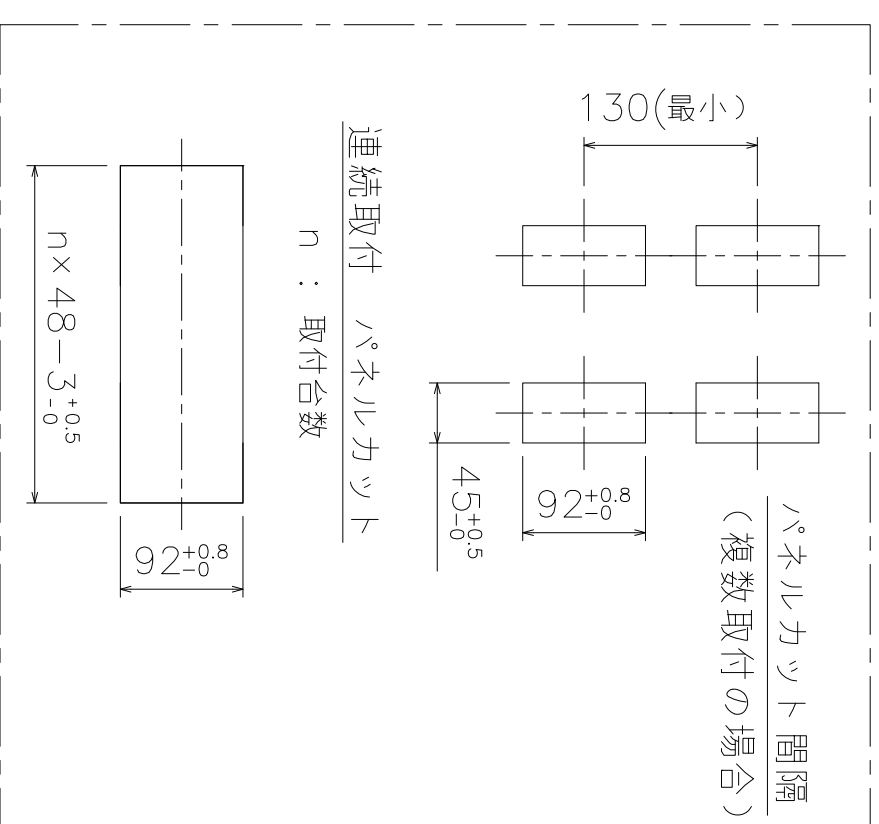 パネルカット間隔
(複数取付の場合)
130(最小)
92+0.8-0
45+0.5-0
連続取付 パネルカット
n : 取付台数
n×48−3+0.5-0
92+0.8-0